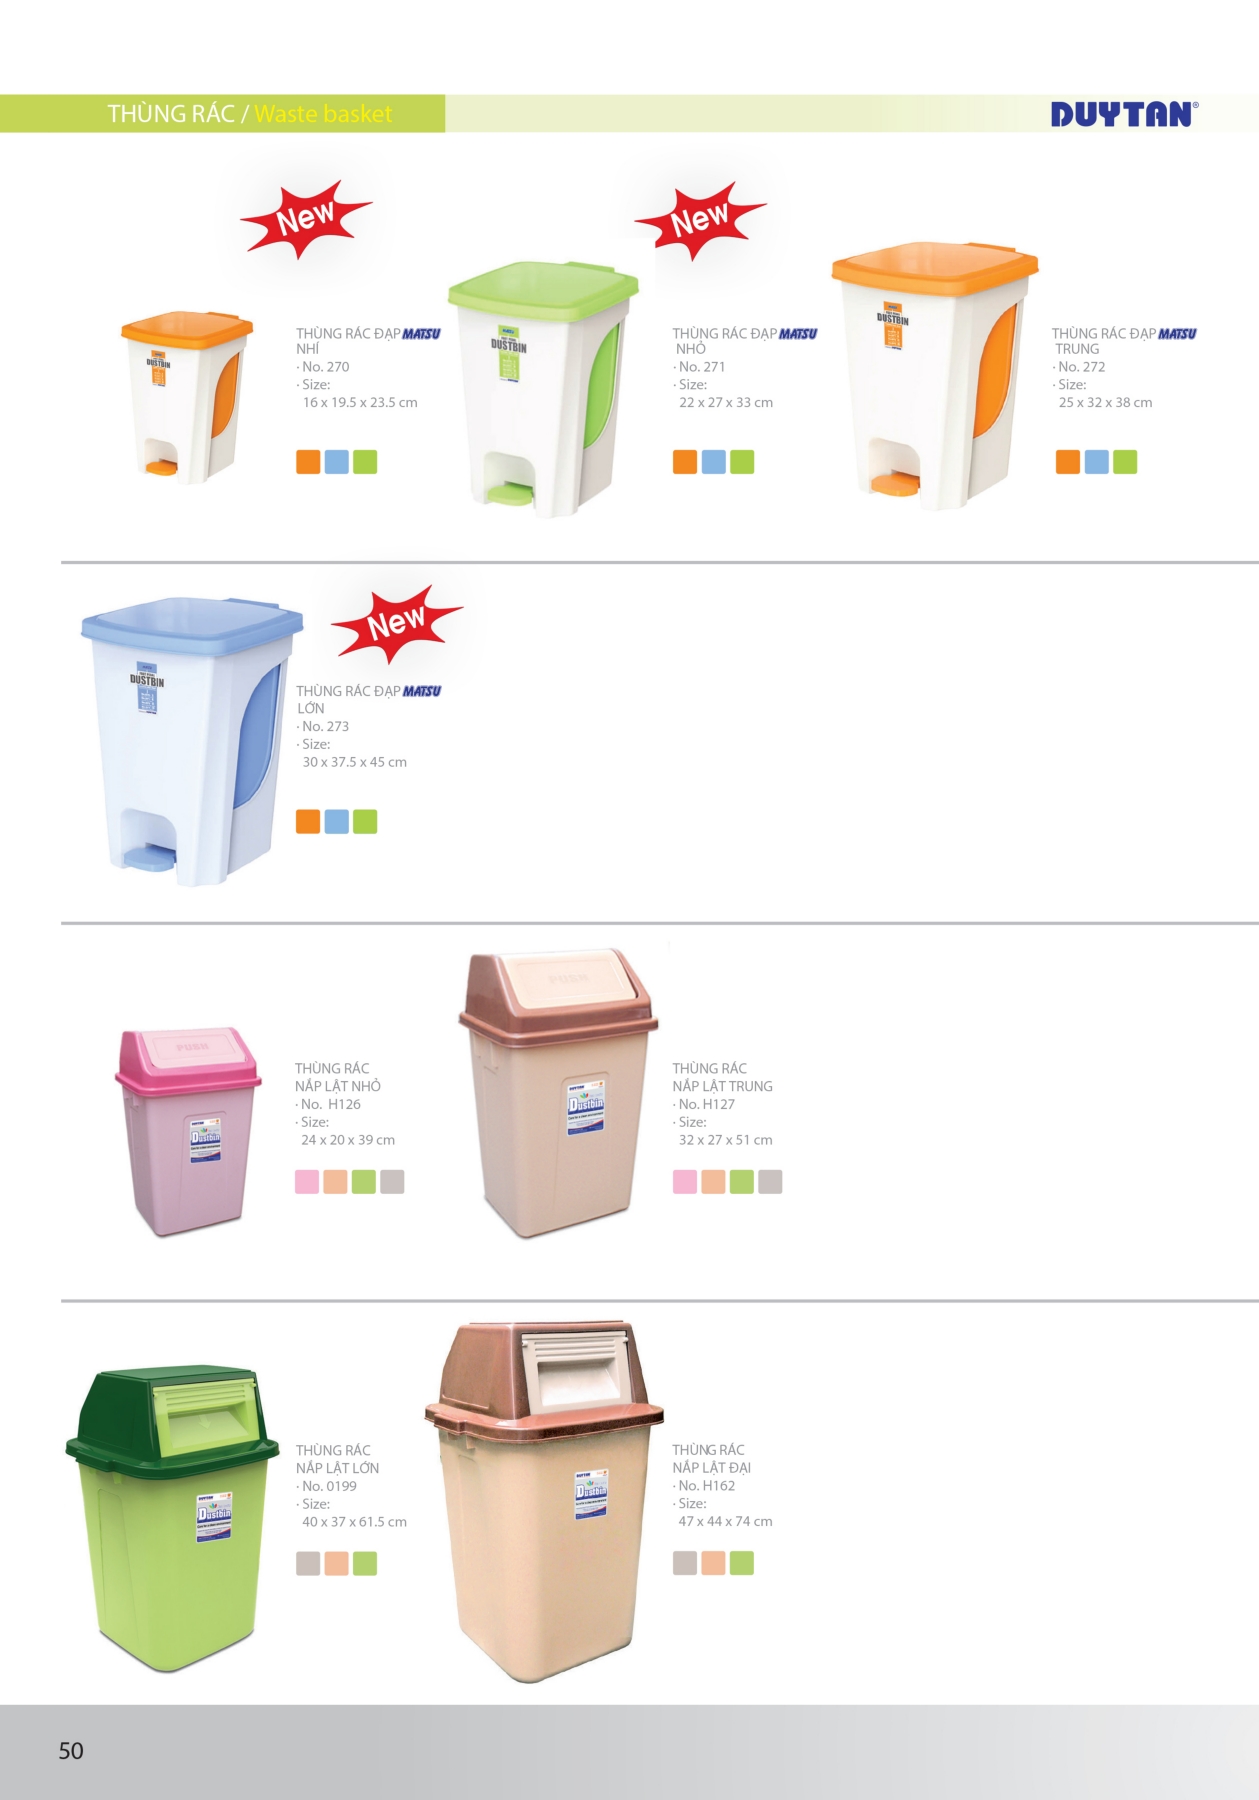 THÙNG RÁC / Waste basket
DUYTAN®
New
New
DUSTBIN
THÙNG RÁC ĐẠP MATSU
NHÍ
· No. 270
· Size:
16 x 19.5 x 23.5 cm
DUSTBIN
THÙNG RÁC ĐẠP MATSU
NHỎ
· No. 271
· Size:
22 x 27 x 33 cm
DUSTBIN
THÙNG RÁC ĐẠP MATSU
TRUNG
· No. 272
· Size:
25 x 32 x 38 cm
New
DUSTBIN
THÙNG RÁC ĐẠP MATSU
LỚN
· No. 273
· Size:
30 x 37.5 x 45 cm
PUSH
DUYTAN
Dustbin
THÙNG RÁC
NẮP LẬT NHỎ
· No. H126
· Size:
24 x 20 x 39 cm
PUSH
DUYTAN
Dustbin
THÙNG RÁC
NẮP LẬT TRUNG
· No. H127
· Size:
32 x 27 x 51 cm
DUYTAN
Dustbin
THÙNG RÁC
NẮP LẬT LỚN
· No. 0199
· Size:
40 x 37 x 61.5 cm
DUYTAN
Dustbin
THÙNG RÁC
NẮP LẬT ĐẠI
· No. H162
· Size:
47 x 44 x 74 cm
50